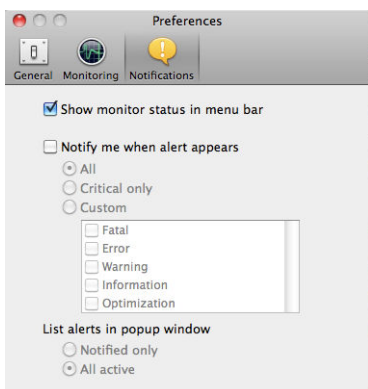 Preferences
General Monitoring Notifications
Show monitor status in menu bar
Notify me when alert appears
All
Critical only
Custom
Fatal
Error
Warning
Information
Optimization
List alerts in popup window
Notified only
All active